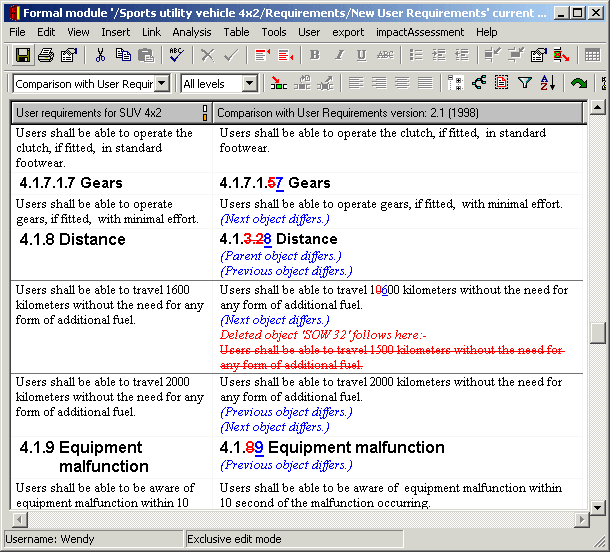 Formal module '/Sports utility vehicle 4x2/Requirements/New User Requirements' current ...
File Edit View Insert Link Analysis Table Tools User export impactAssessment Help
ABC B I U ABC
Comparison with User Requir All levels
User requirements for SUV 4x2 Comparison with User Requirements version: 2.1 (1998)
Users shall be able to operate the Users shall be able to operate the clutch, if fitted, in standard
clutch, if fitted, in standard footwear.
footwear.
4.1.7.1.7 Gears 4.1.7.1.57 Gears
Users shall be able to operate Users shall be able to operate gears, if fitted, with minimal effort.
gears, if fitted, with minimal effort. (Next object differs.)
4.1.8 Distance 4.1.3.28 Distance
(Parent object differs.)
(Previous object differs.)
Users shall be able to travel 1600 Users shall be able to travel 10600 kilometers without the need for
kilometers without the need for any any form of additional fuel.
form of additional fuel. (Next object differs.)
Deleted object 'SOW 32' follows here:-
Users shall be able to travel 1500 kilometers without the need for
any form of additional fuel.
Users shall be able to travel 2000 Users shall be able to travel 2000 kilometers without the need for
kilometers without the need for any any form of additional fuel.
form of additional fuel. (Previous object differs.)
(Next object differs.)
4.1.9 Equipment 4.1.89 Equipment malfunction
malfunction (Previous object differs.)
Users shall be able to be aware of Users shall be able to be aware of equipment malfunction within
equipment malfunction within 10 10 second of the malfunction occurring.
Username: Wendy Exclusive edit mode